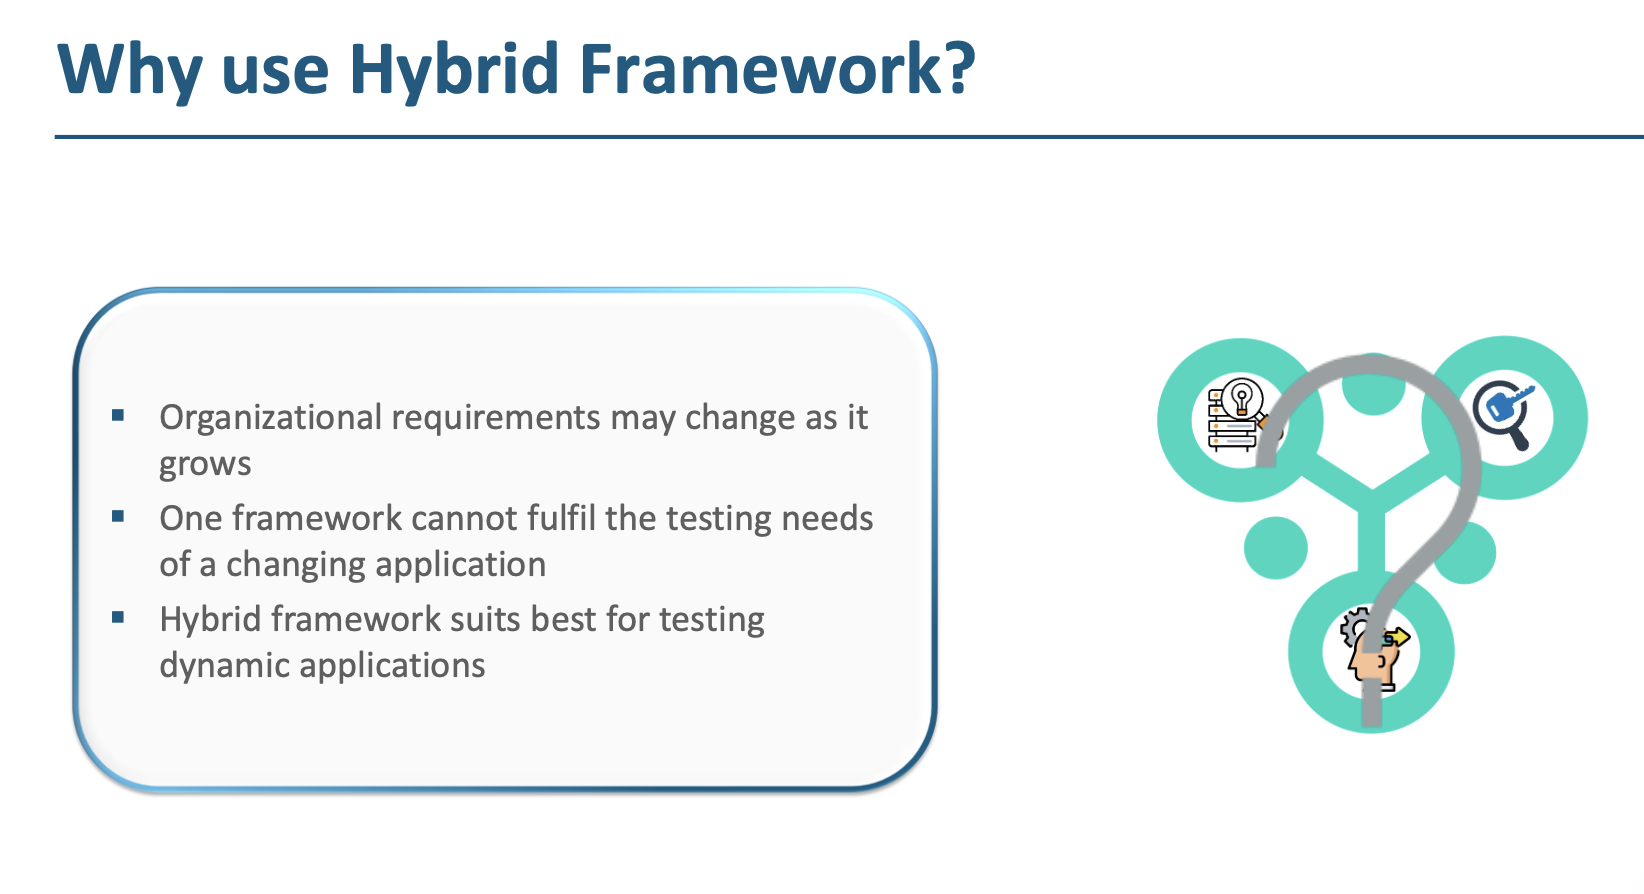 Why use Hybrid Framework?
▪ Organizational requirements may change as it
grows
▪ One framework cannot fulfil the testing needs
of a changing application
▪ Hybrid framework suits best for testing
dynamic applications